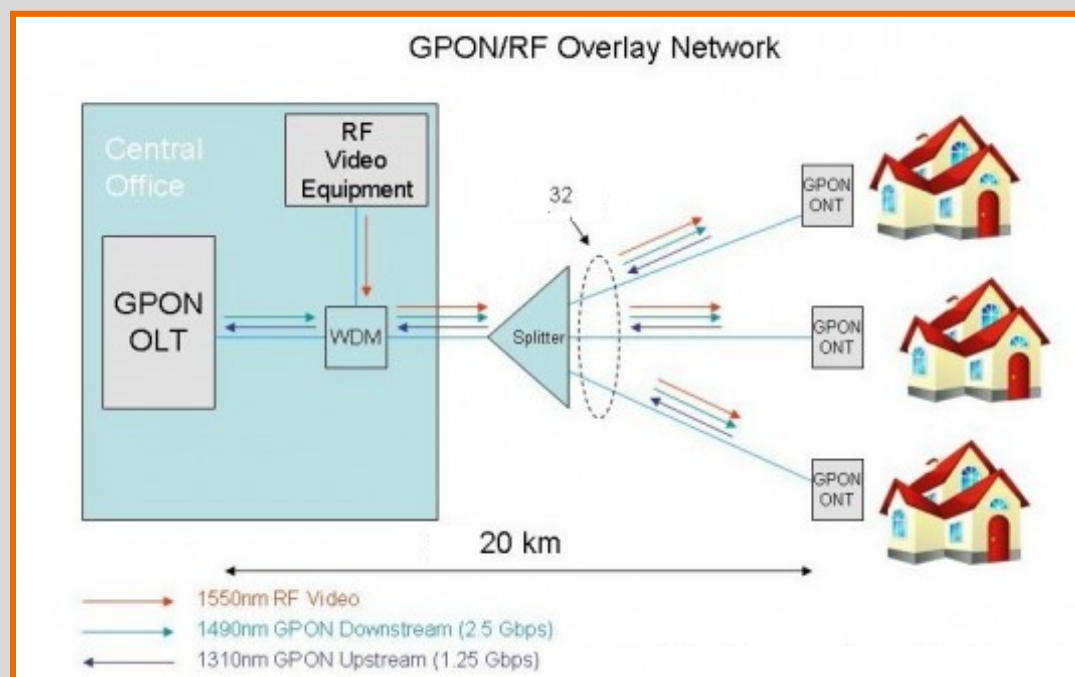 GPON/RF Overlay Network
Central
Office
RF
Video
Equipment
GPON
OLT
WDM
Splitter
32
GPON
ONT
GPON
ONT
GPON
ONT
20 km
1550nm RF Video
1490nm GPON Downstream (2.5 Gbps)
1310nm GPON Upstream (1.25 Gbps)